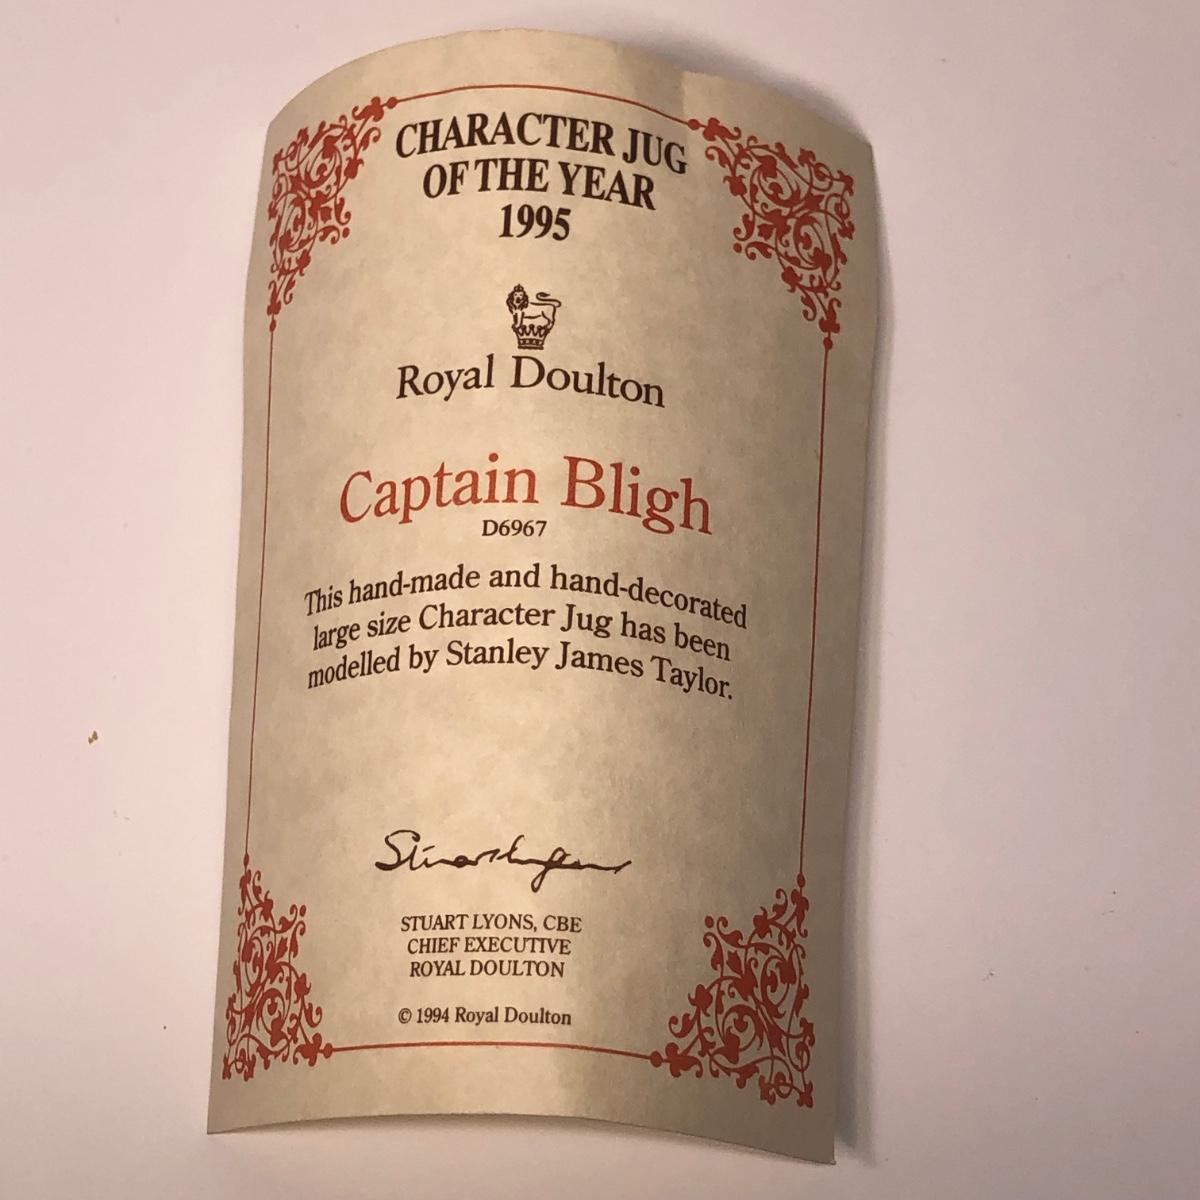 CHARACTER JUG
OF THE YEAR
1995
Royal Doulton
Captain Bligh
D6967
This hand-made and hand-decorated
large size Character Jug has been
modelled by Stanley James Taylor.
Stuart Lyons
STUART LYONS, CBE
CHIEF EXECUTIVE
ROYAL DOULTON
© 1994 Royal Doulton